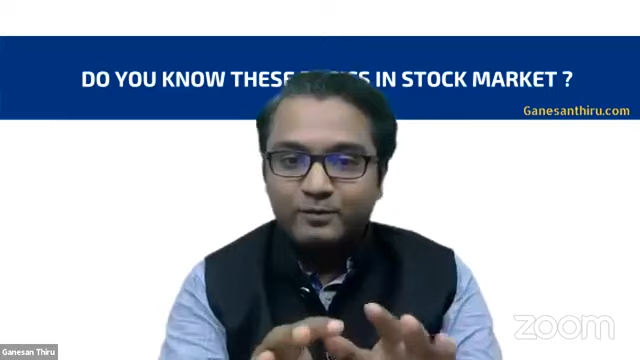 DO YOU KNOW THESE IN STOCK MARKET ?
Ganesanthiru.com
zoom
Ganesan Thiru